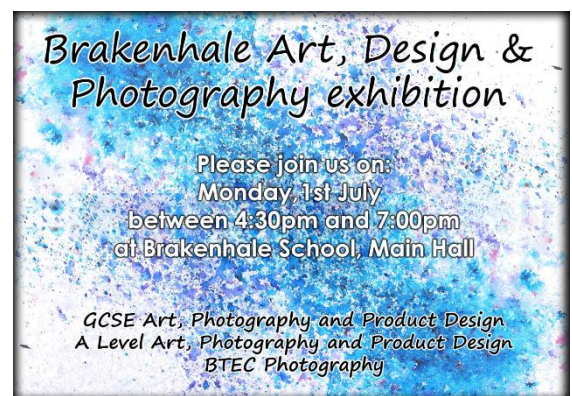 Brakenhale Art, Design &
Photography exhibition
Please join us on:
Monday,1st July
between 4:30pm and 7:00pm
at Brakenhale School, Main Hall
GCSE Art, Photography and Product Design
A Level Art, Photography and Product Design
BTEC Photography